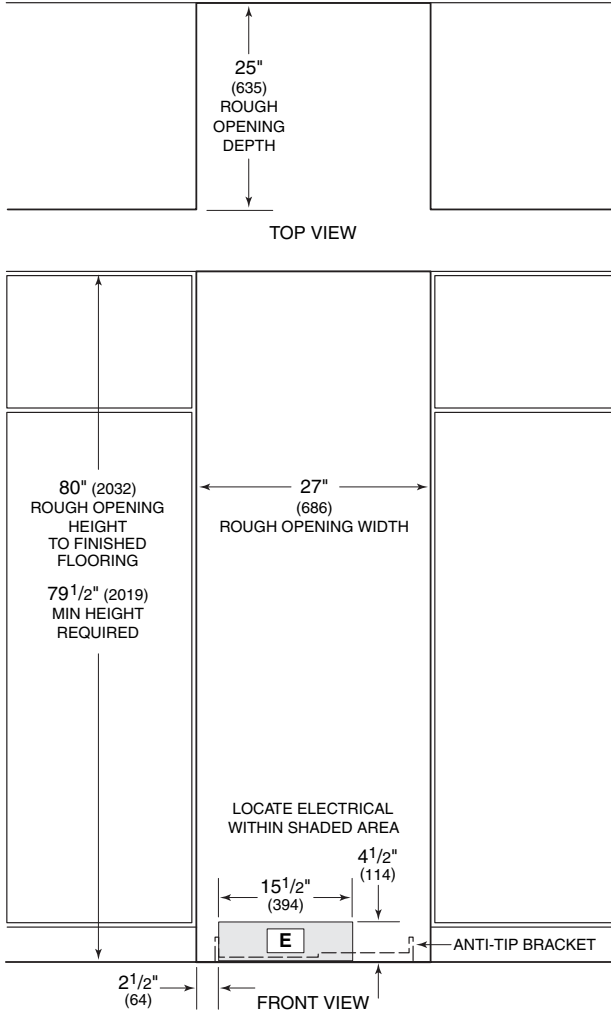 25"
(635)
ROUGH
OPENING
DEPTH
TOP VIEW
80" (2032)
ROUGH OPENING
HEIGHT
TO FINISHED
FLOORING
79 1/2" (2019)
MIN HEIGHT
REQUIRED
27"
(686)
ROUGH OPENING WIDTH
LOCATE ELECTRICAL
WITHIN SHADED AREA
4 1/2"
(114)
15 1/2"
(394)
E
ANTI-TIP BRACKET
2 1/2"
(64)
FRONT VIEW